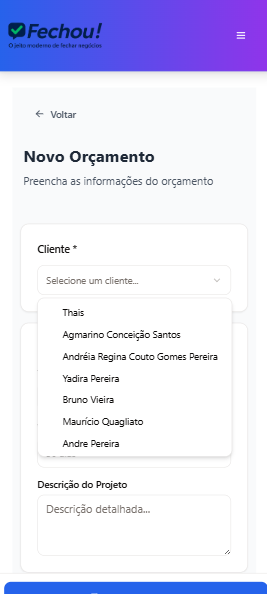 Fechou!
O jeito moderno de fechar negócios
Voltar
Novo Orçamento
Preencha as informações do orçamento
Cliente *
Selecione um cliente...
Thais
Agmarino Conceição Santos
Andréia Regina Couto Gomes Pereira
Yadira Pereira
Bruno Vieira
Maurício Quagliato
Andre Pereira
Descrição do Projeto
Descrição detalhada...